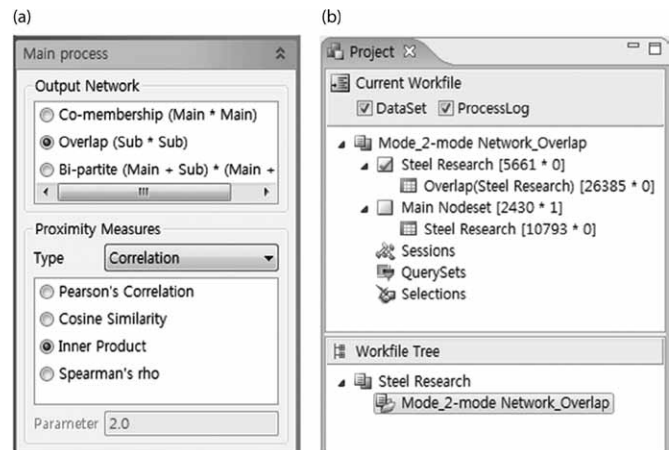 (a)
Main process
Output Network
Co-membership (Main * Main)
Overlap (Sub * Sub)
Bi-partite (Main + Sub) * (Main +
Proximity Measures
Type Correlation
Pearson's Correlation
Cosine Similarity
Inner Product
Spearman's rho
Parameter 2.0
(b)
Project
Current Workfile
DataSet ProcessLog
Mode_2-mode Network_Overlap
Steel Research [5661 * 0]
Overlap(Steel Research) [26385 * 0]
Main Nodeset [2430 * 1]
Steel Research [10793 * 0]
Sessions
QuerySets
Selections
Workfile Tree
Steel Research
Mode_2-mode Network_Overlap